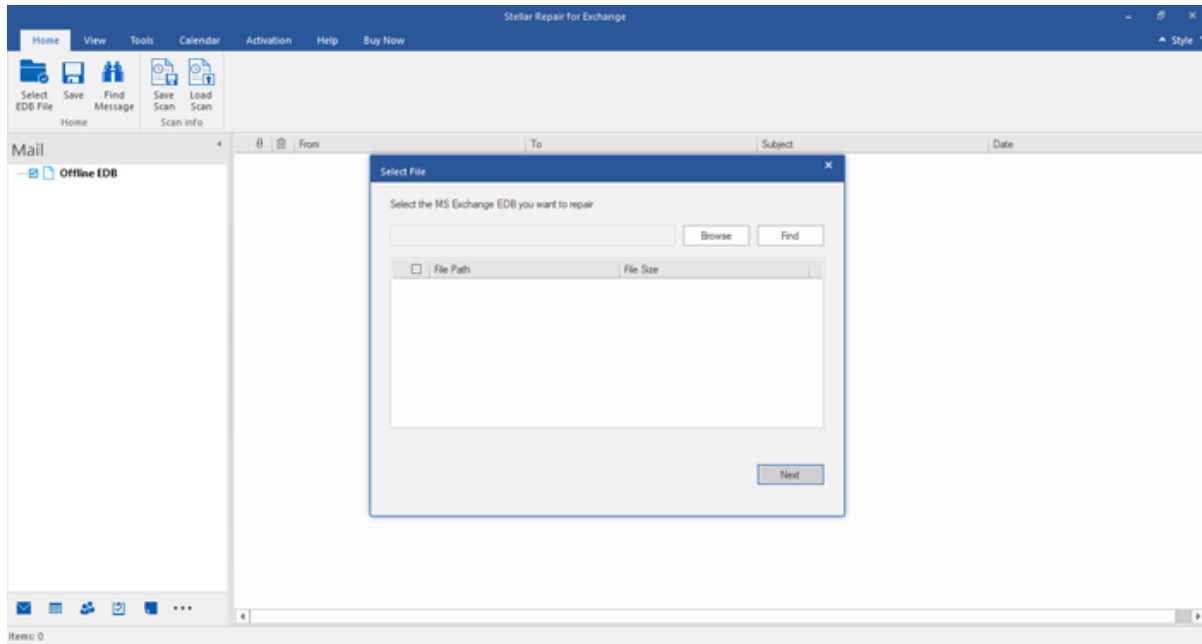 Stellar Repair for Exchange
Home View Tools Calendar Activation Help Buy Now Style
Select EDB File Save Find Message Save Scan Load Scan
Home Scan info
Mail
Offline EDB
From To Subject Date
Select File
Select the MS Exchange EDB you want to repair
Browse Find
File Path File Size
Next
Items: 0